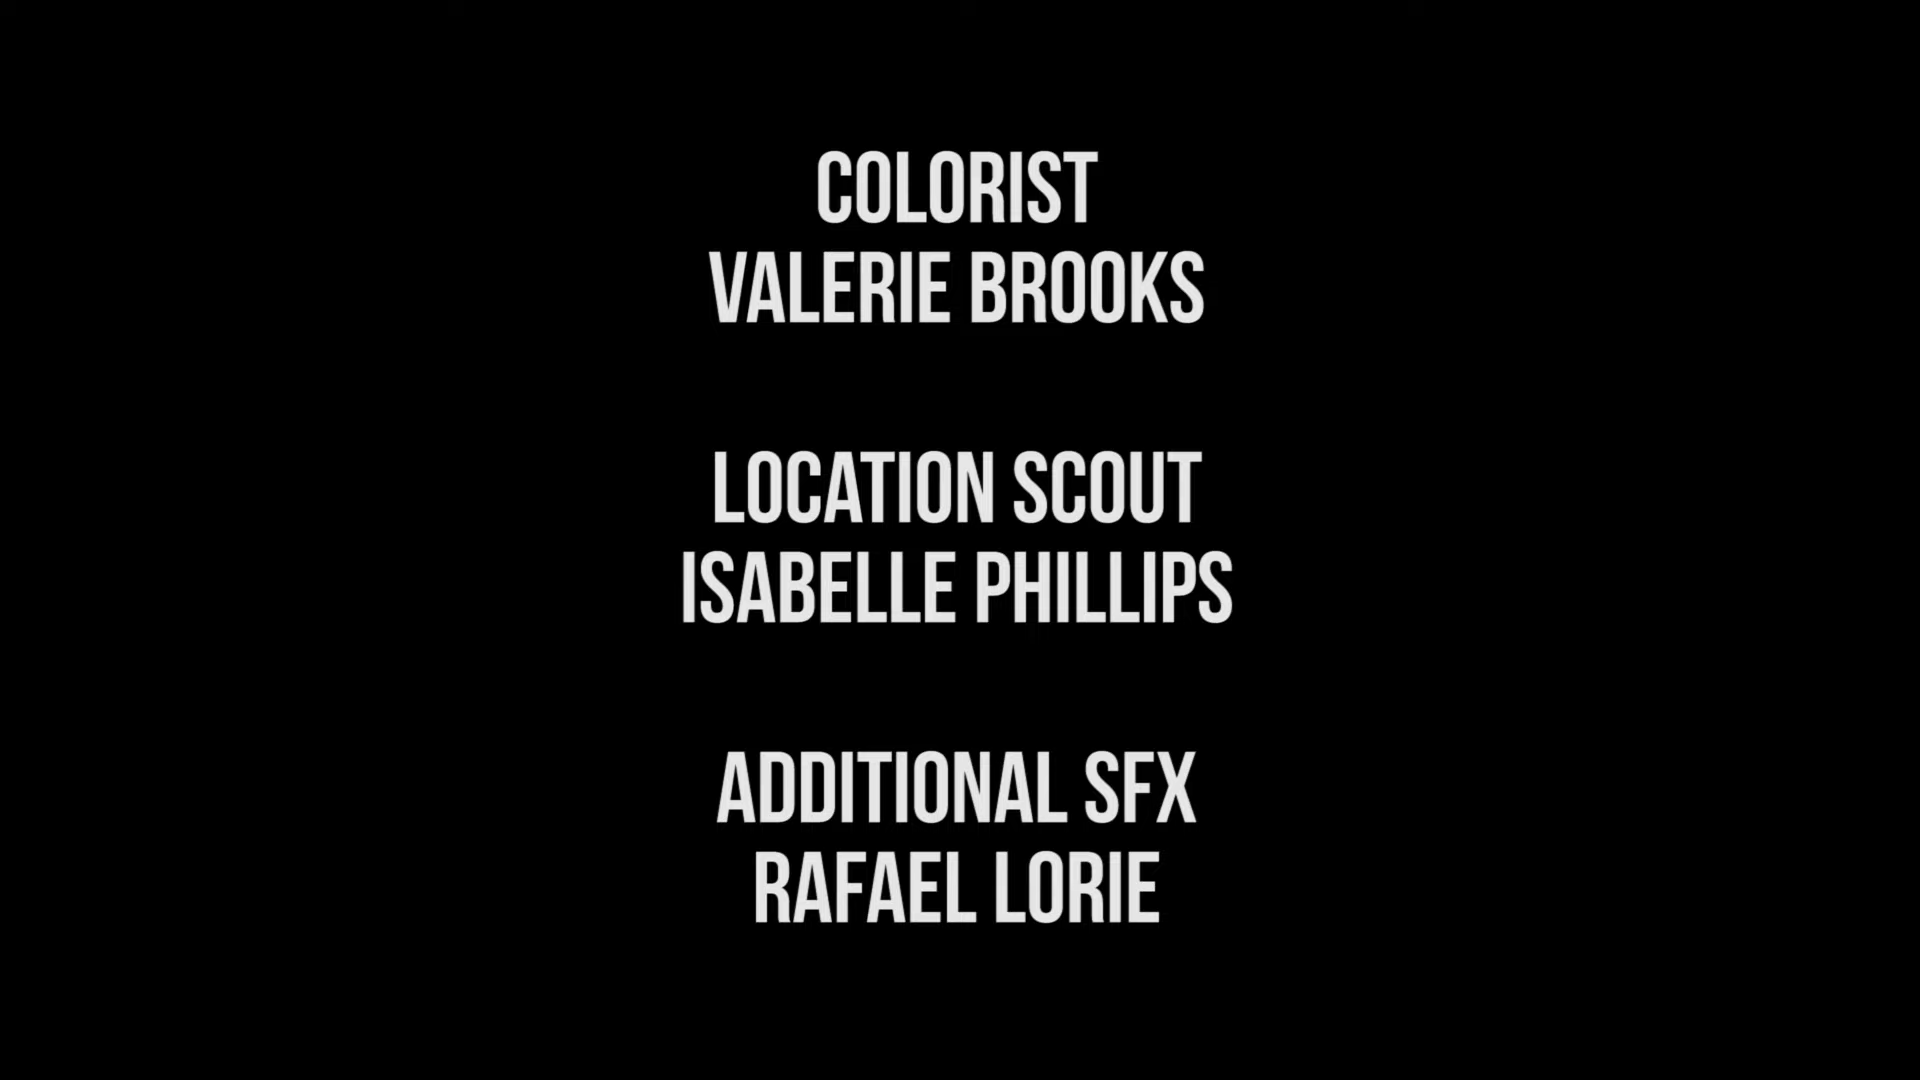 COLORIST
VALERIE BROOKS
LOCATION SCOUT
ISABELLE PHILLIPS
ADDITIONAL SFX
RAFAEL LORIE